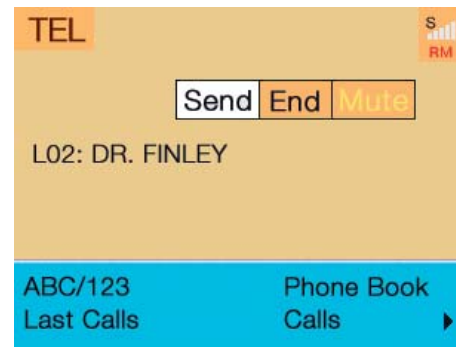 TEL S
RM
Send End Mute
L02: DR. FINLEY
ABC/123 Phone Book
Last Calls Calls